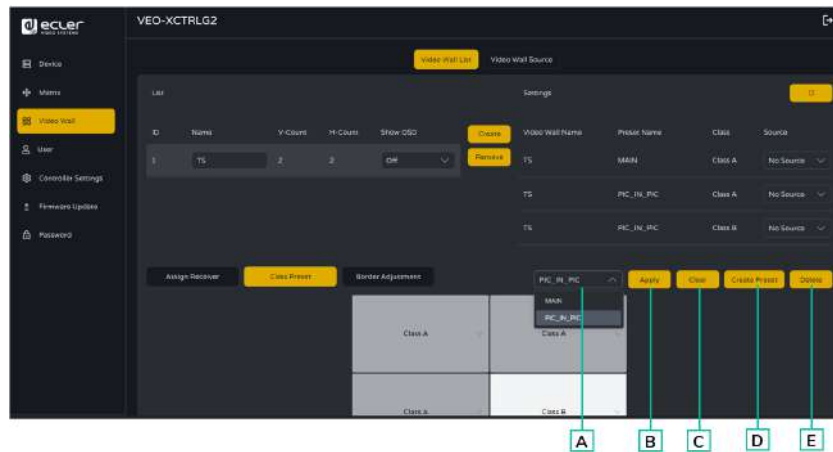 ecler
VIDEO SYSTEMS
VEO-XCTRLG2
Device
Matrix
Video Wall
User
Controller Settings
Firmware Update
Password
Video Wall List Video Wall Source
List
ID Name V-Count H-Count Show OSD Create
1 TS 2 2 Off Remove
Settings
Video Wall Name Preset Name Class Source
TS MAIN Class A No Source
TS PIC_IN_PIC Class A No Source
TS PIC_IN_PIC Class B No Source
Assign Receiver Class Preset Border Adjustment
PIC_IN_PIC Apply Clear Create Preset Delete
MAIN
PIC_IN_PIC
Class A Class A
Class A Class B
A B C D E